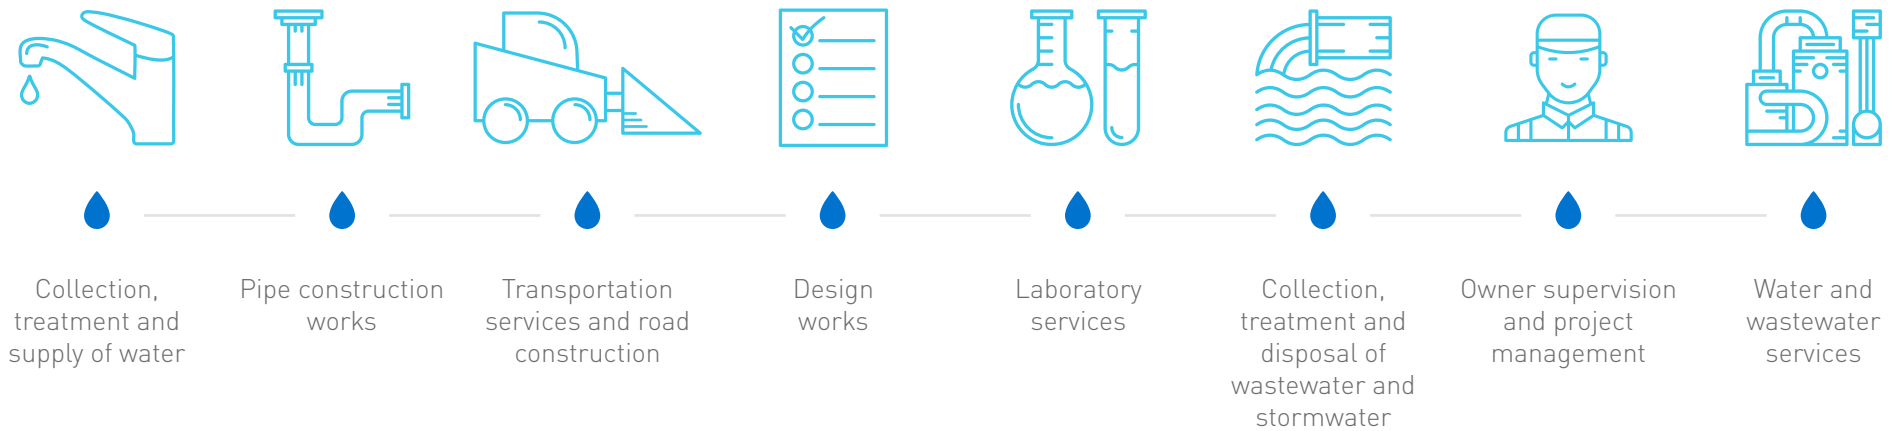 Collection,
treatment and
supply of water
Pipe construction
works
Transportation
services and road
construction
Design
works
Laboratory
services
Collection,
treatment and
disposal of
wastewater and
stormwater
Owner supervision
and project
management
Water and
wastewater
services